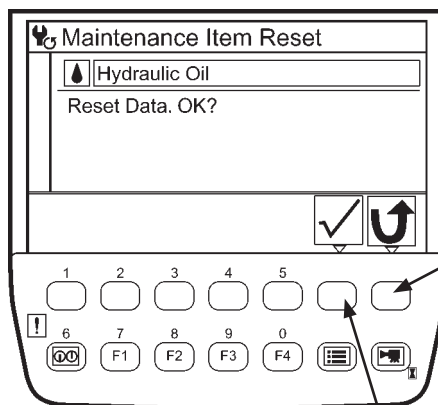 Maintenance Item Reset
Hydraulic Oil
Reset Data. OK?
1 2 3 4 5
!
6 7 8 9 0
F1 F2 F3 F4